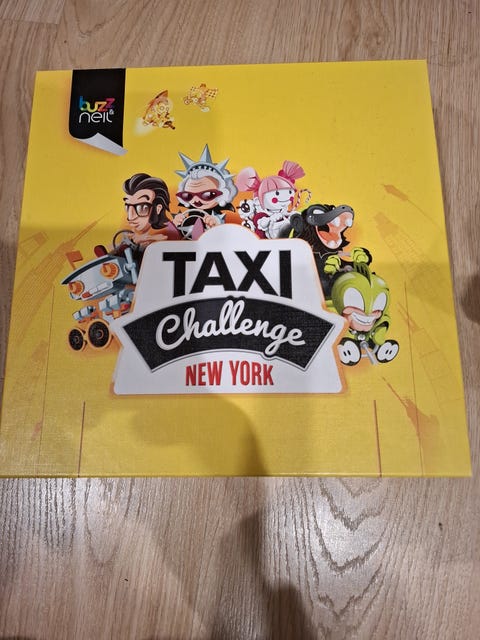 buzz
& neil
TAXI
Challenge
NEW YORK